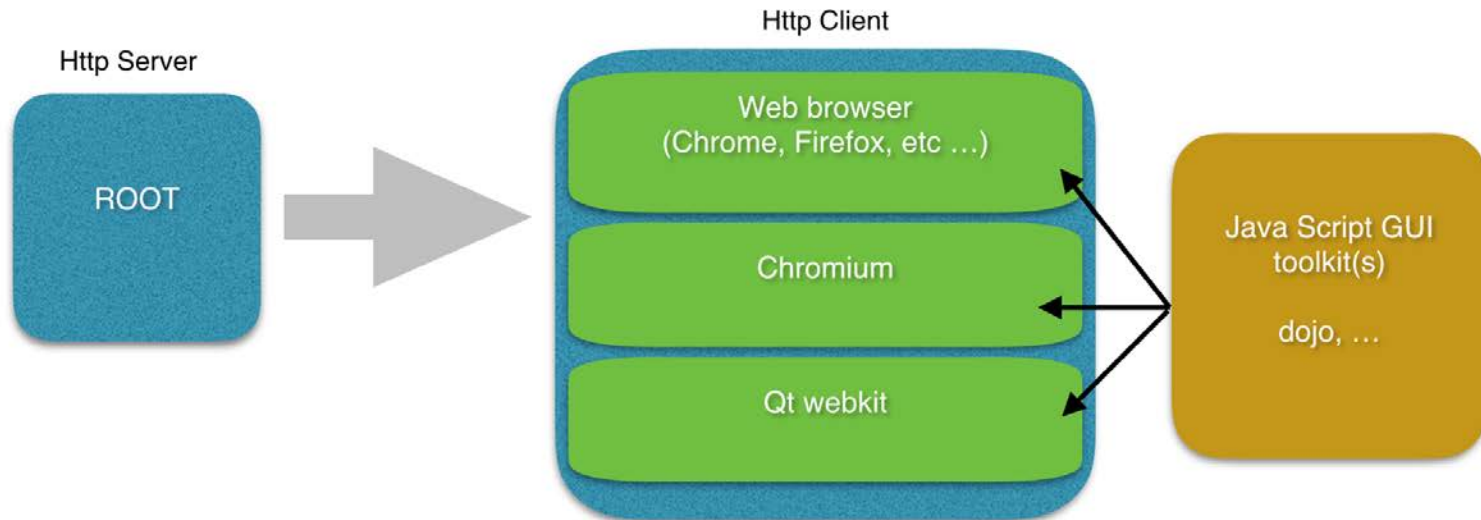 Http Server
ROOT
Http Client
Web browser
(Chrome, Firefox, etc ...)
Chromium
Qt webkit
Java Script GUI
toolkit(s)
dojo, ...